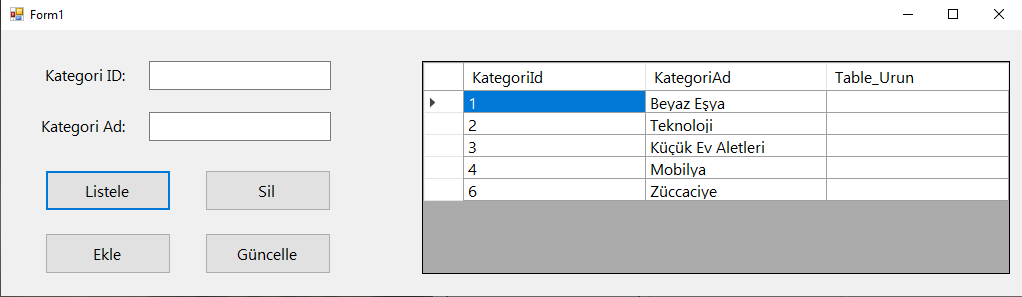 Form1
Kategori ID:
Kategori Ad:
Listele Sil
Ekle Güncelle
KategoriId KategoriAd Table_Urun
1 Beyaz Eşya
2 Teknoloji
3 Küçük Ev Aletleri
4 Mobilya
6 Züccaciye